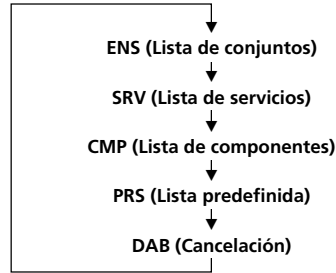 ENS (Lista de conjuntos)
SRV (Lista de servicios)
CMP (Lista de componentes)
PRS (Lista predefinida)
DAB (Cancelación)